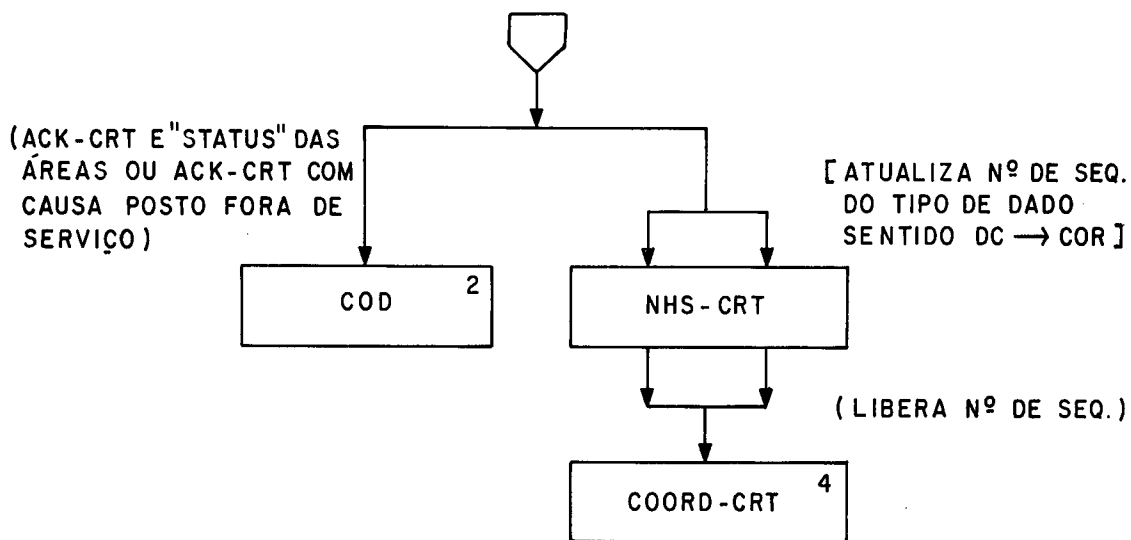 (ACK-CRT E "STATUS" DAS
ÁREAS OU ACK-CRT COM
CAUSA POSTO FORA DE
SERVIÇO)
[ATUALIZA Nº DE SEQ.
DO TIPO DE DADO
SENTIDO DC → COR]
COD 2
NHS-CRT
(LIBERA Nº DE SEQ.)
COORD-CRT 4